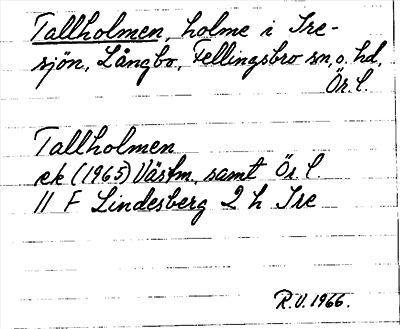 Tallholmen, holme i Tre-
sjön, Långbo, Fellingsbro sn, o. hd,
Ör. l.
Tallholmen
ek (1965) Västm. samt Ör. l.
11 F Lindesberg 2 h Tre
R.V. 1966.